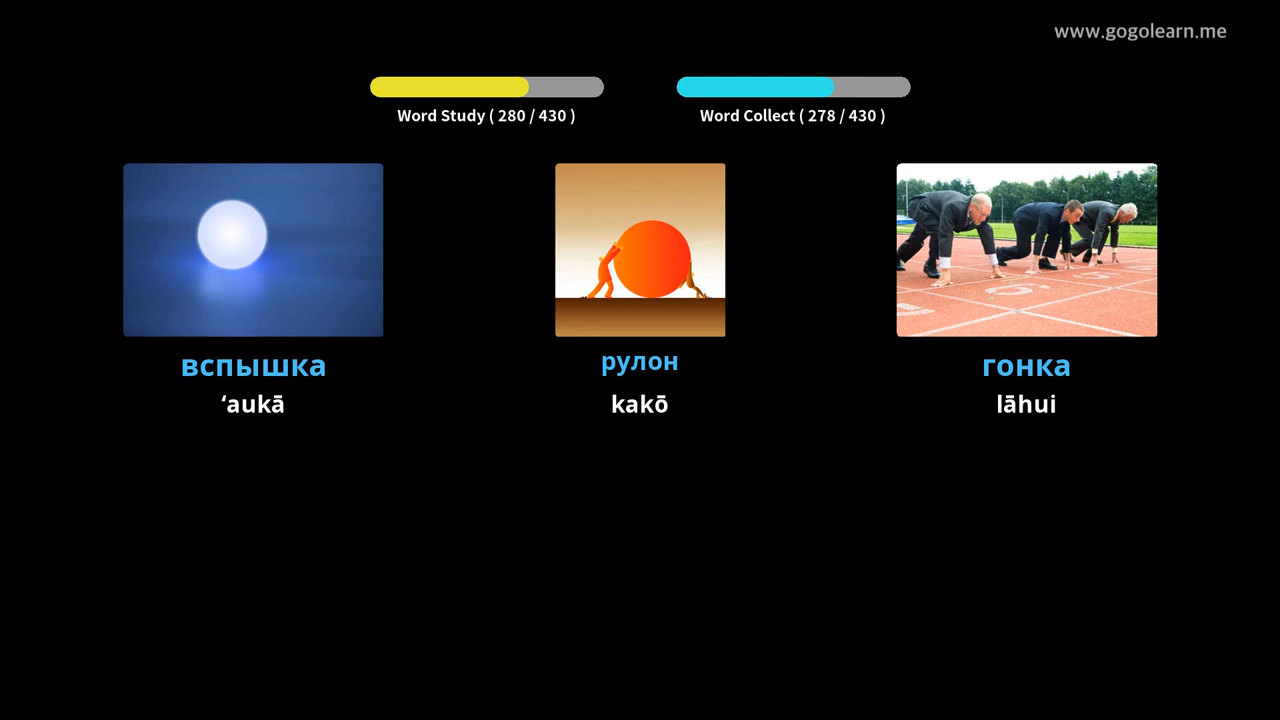 www.gogolearn.me
Word Study ( 280 / 430 )
Word Collect ( 278 / 430 )
вспышка
рулон
гонка
ʻaukā
kakō
lāhui